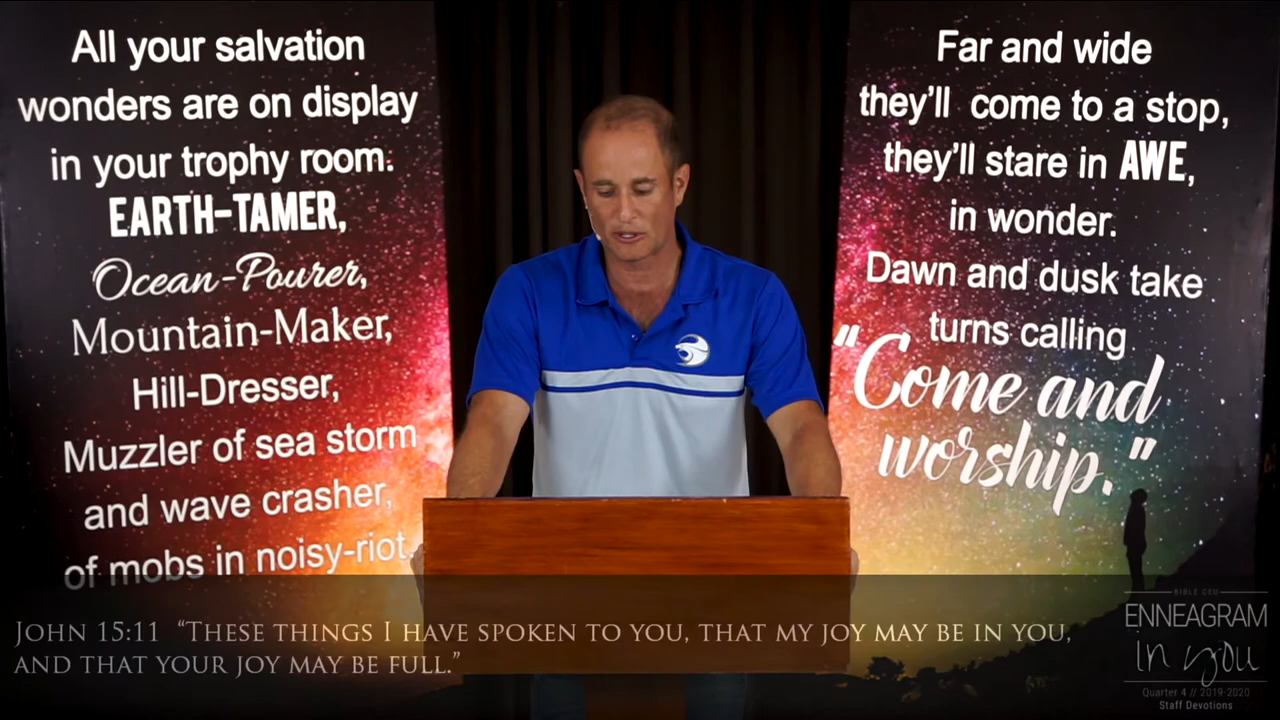 All your salvation
wonders are on display
in your trophy room.
EARTH-TAMER,
Ocean-Pourer,
Mountain-Maker,
Hill-Dresser,
Muzzler of sea storm
and wave crasher,
of mobs in noisy-riot.
Far and wide
they'll come to a stop,
they'll stare in AWE,
in wonder.
Dawn and dusk take
turns calling
"Come and
worship."
JOHN 15:11 “THESE THINGS I HAVE SPOKEN TO YOU, THAT MY JOY MAY BE IN YOU,
AND THAT YOUR JOY MAY BE FULL.”
BIBLE CEU
ENNEAGRAM
in you
Quarter 4 // 2019-2020
Staff Devotions